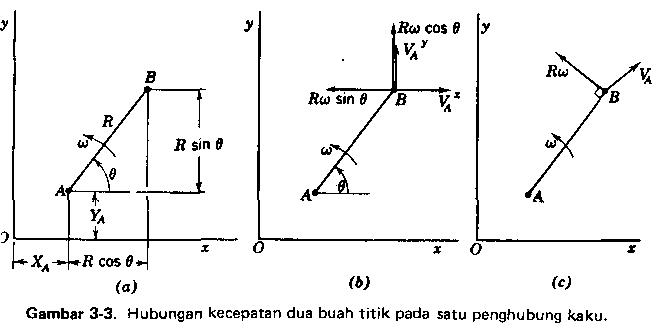 y
B
R
ω
θ
R sin θ
A
Y_A
O
x
X_A
R cos θ
(a)
y
Rω cos θ
V_A^y
Rω sin θ
B
V_A^x
ω
A
θ
O
x
(b)
y
Rω
V_A
B
ω
A
O
x
(c)
Gambar 3-3. Hubungan kecepatan dua buah titik pada satu penghubung kaku.